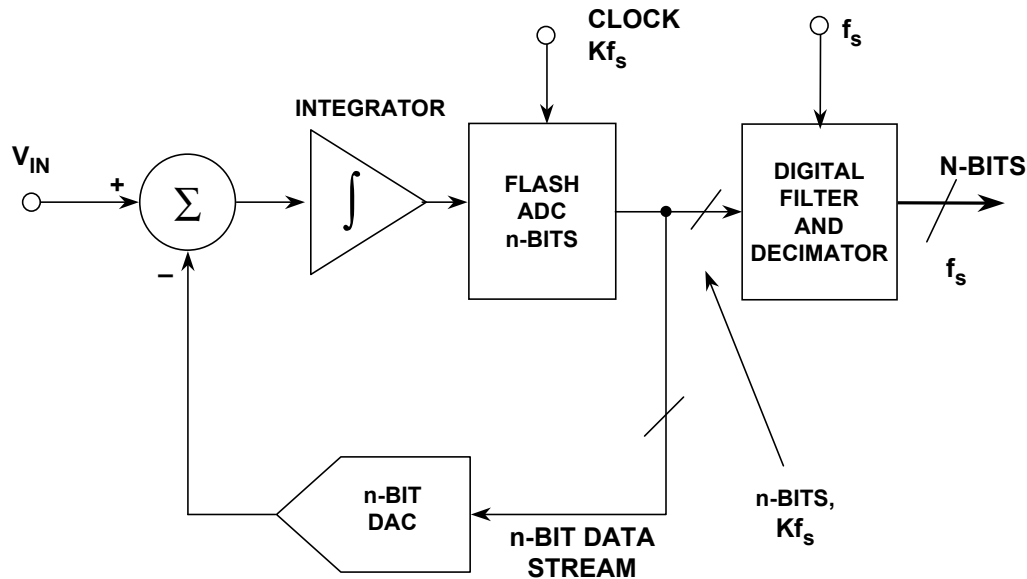 CLOCK
Kfs
fs
INTEGRATOR
VIN
+
Σ
−
∫
FLASH
ADC
n-BITS
DIGITAL
FILTER
AND
DECIMATOR
N-BITS
fs
n-BIT
DAC
n-BIT DATA
STREAM
n-BITS,
Kfs